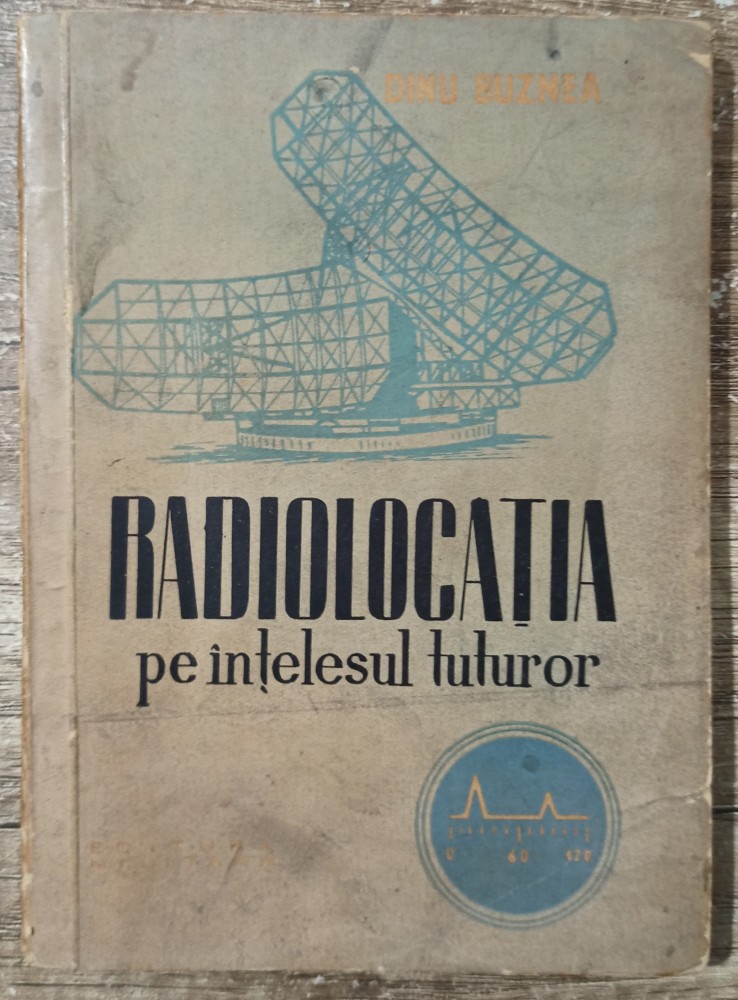 DINU BUZNEA
RADIOLOCAȚIA
pe înțelesul tuturor
0 60 120